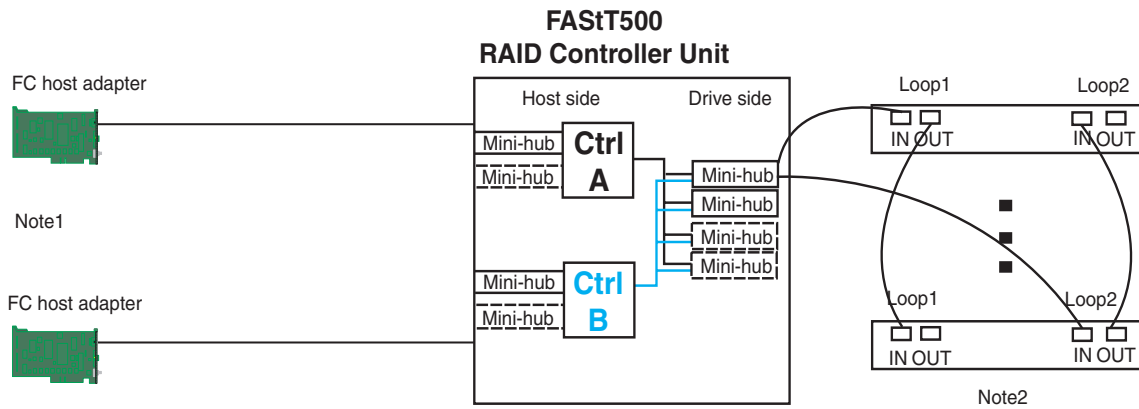 FAStT500
RAID Controller Unit
FC host adapter
Note1
FC host adapter
Host side
Drive side
Mini-hub
Mini-hub
Ctrl
A
Mini-hub
Mini-hub
Mini-hub
Mini-hub
Mini-hub
Mini-hub
Ctrl
B
Loop1
Loop2
IN OUT
IN OUT
Loop1
Loop2
IN OUT
IN OUT
Note2